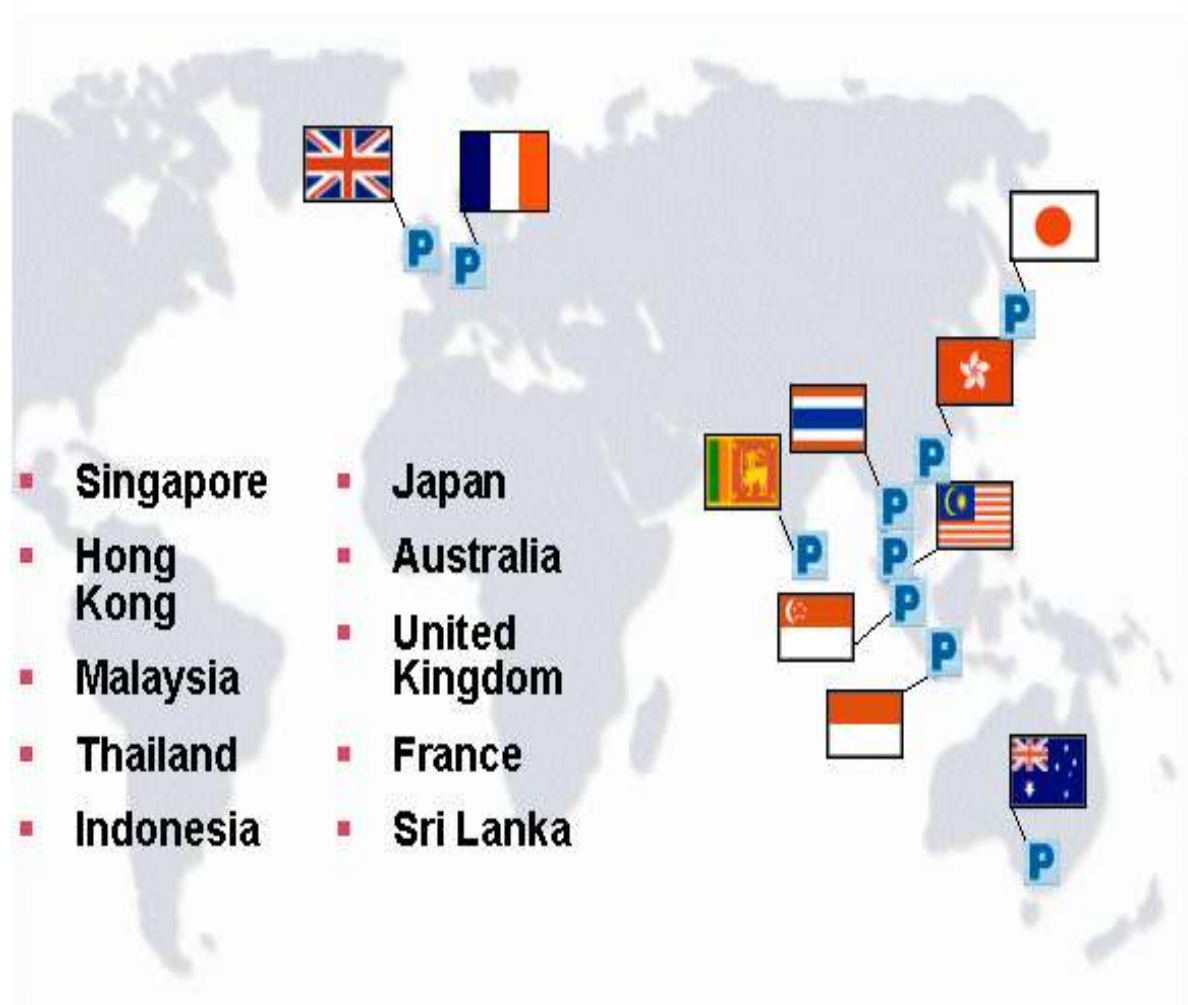 Singapore
Hong
Kong
Malaysia
Thailand
Indonesia
Japan
Australia
United
Kingdom
France
Sri Lanka
P
P
P
P
P
P
P
P
P
P